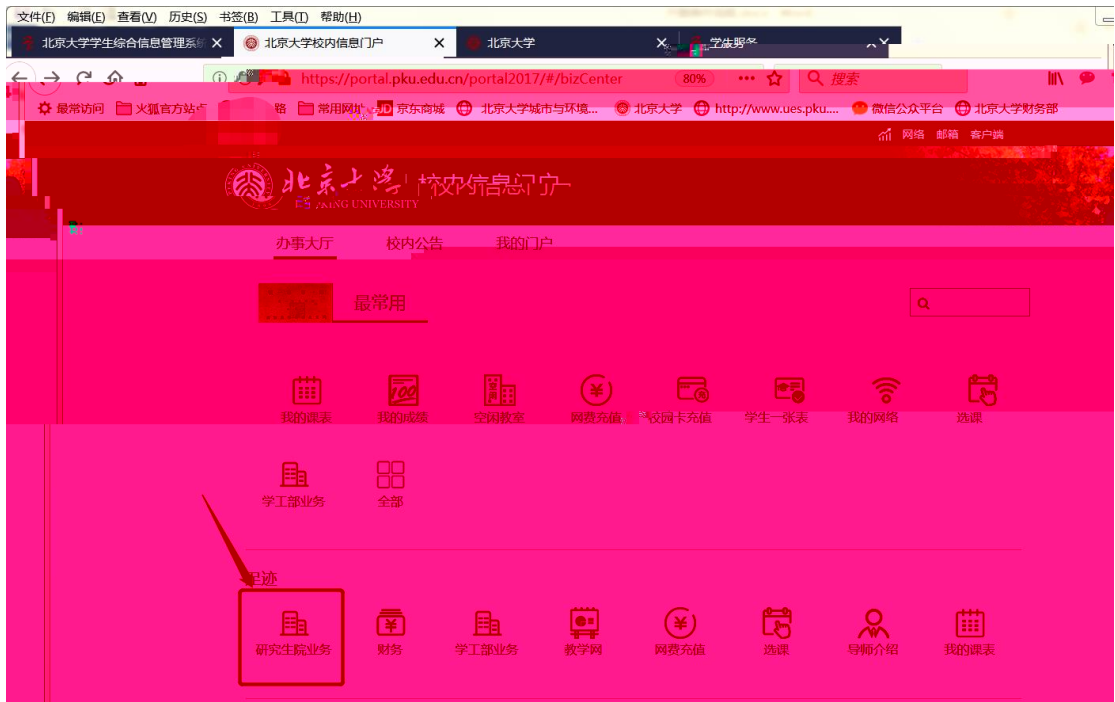 文件(F) 编辑(E) 查看(V) 历史(S) 书签(B) 工具(T) 帮助(H)
北京大学学生综合信息管理系统 北京大学校内信息门户 北京大学
https://portal.pku.edu.cn/portal2017/#/bizCenter 80% 搜索
最常访问 火狐官方站点 常用网址 JD 京东商城 北京大学城市与环境... 北京大学 http://www.ues.pku.... 微信公众平台 北京大学财务部
网络 邮箱 客户端
北京大学 校内信息门户
UNIVERSITY
办事大厅 校内公告 我的门户
最常用
我的课表 我的成绩 空闲教室 网费充值 校园卡充值 学生一张表 我的网络 选课
学工部业务 全部
足迹
研究生院业务 财务 学工部业务 教学网 网费充值 选课 导师介绍 我的课表